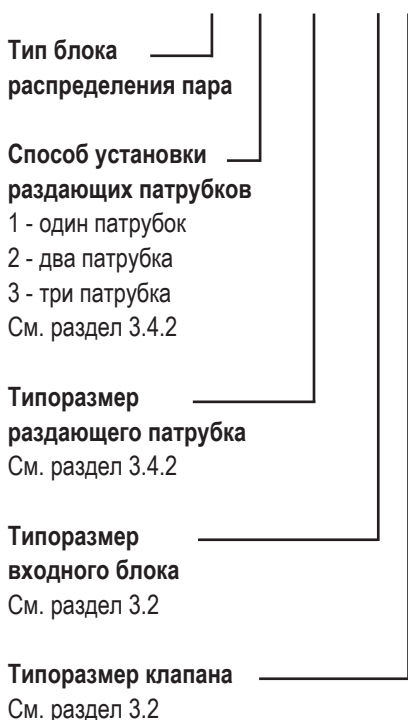 Тип блока
распределения пара
Способ установки
раздающих патрубков
1 - один патрубок
2 - два патрубка
3 - три патрубка
См. раздел 3.4.2
Типоразмер
раздающего патрубка
См. раздел 3.4.2
Типоразмер
входного блока
См. раздел 3.2
Типоразмер клапана
См. раздел 3.2